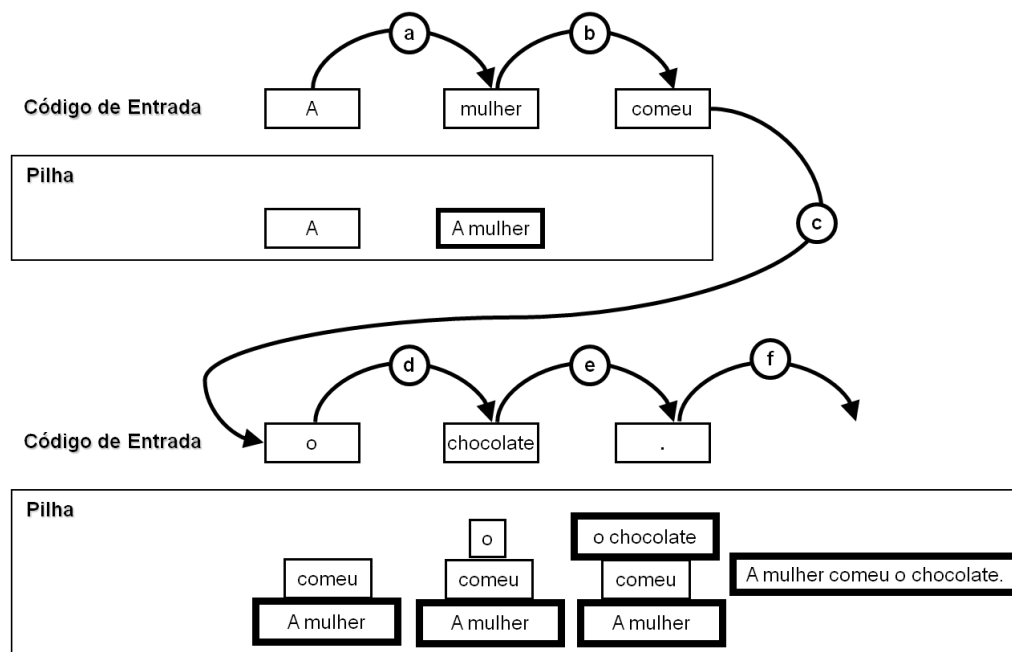 a b
Código de Entrada A mulher comeu
Pilha
A A mulher c
d e f
Código de Entrada o chocolate .
Pilha
o o chocolate
comeu comeu comeu A mulher comeu o chocolate.
A mulher A mulher A mulher